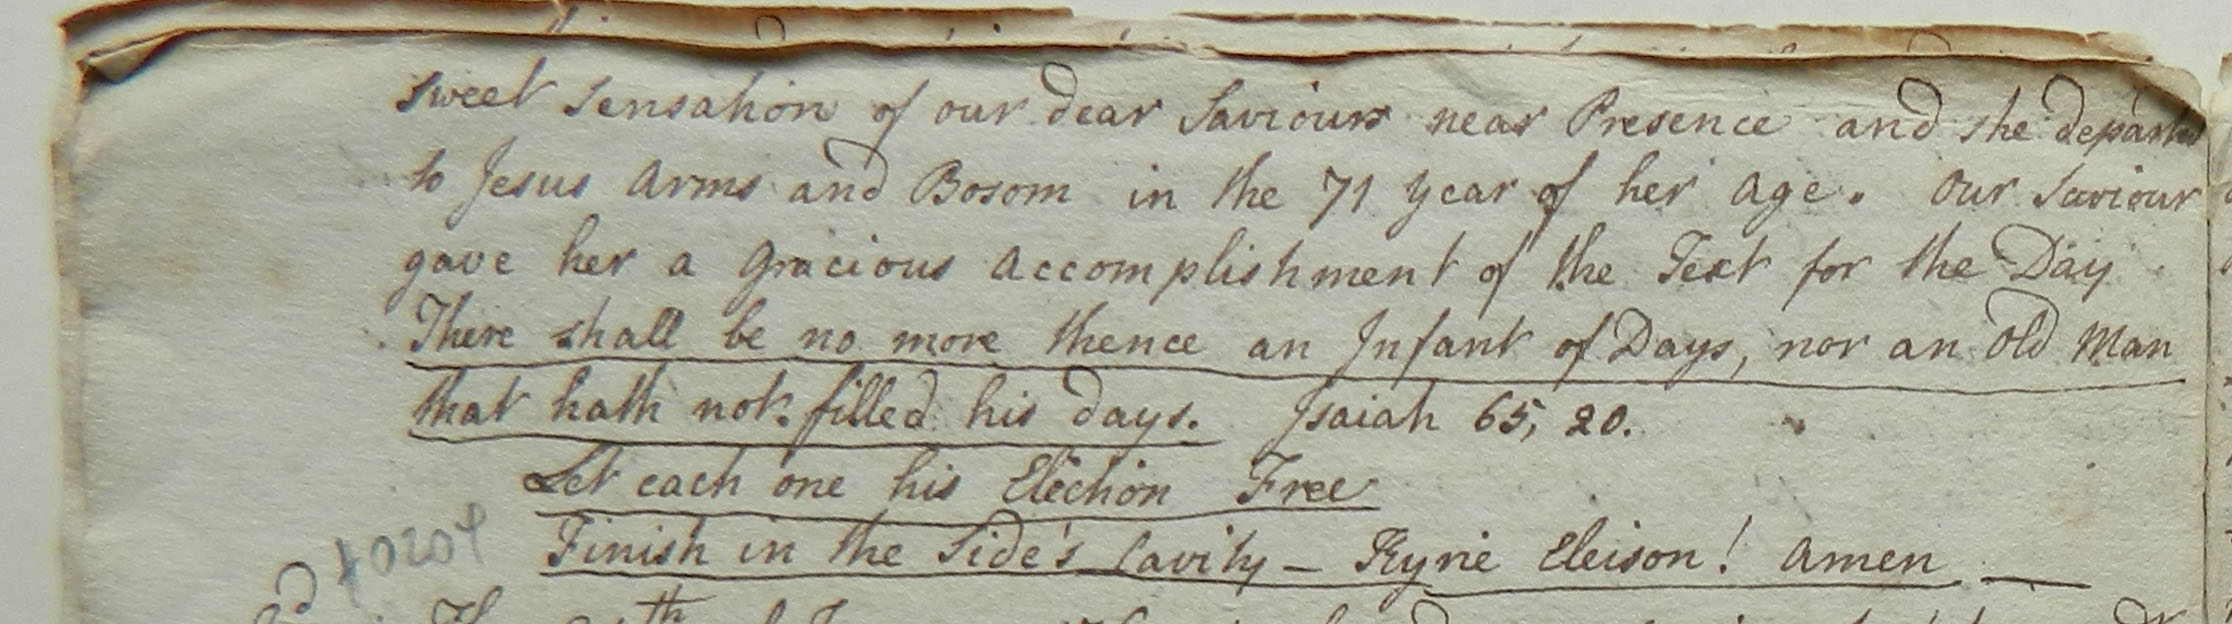 sweet sensation of our dear Saviours near Presence and she departed
to Jesus Arms and Bosom in the 71 year of her age. Our Saviour
gave her a gracious accomplishment of the Text for the Day
There shall be no more thence an Infant of Days, nor an Old Man
that hath not filled his days. Isaiah 65, 20.
Let each one his Election Free
Finish in the Side's Cavity - Kyrie Eleison! Amen